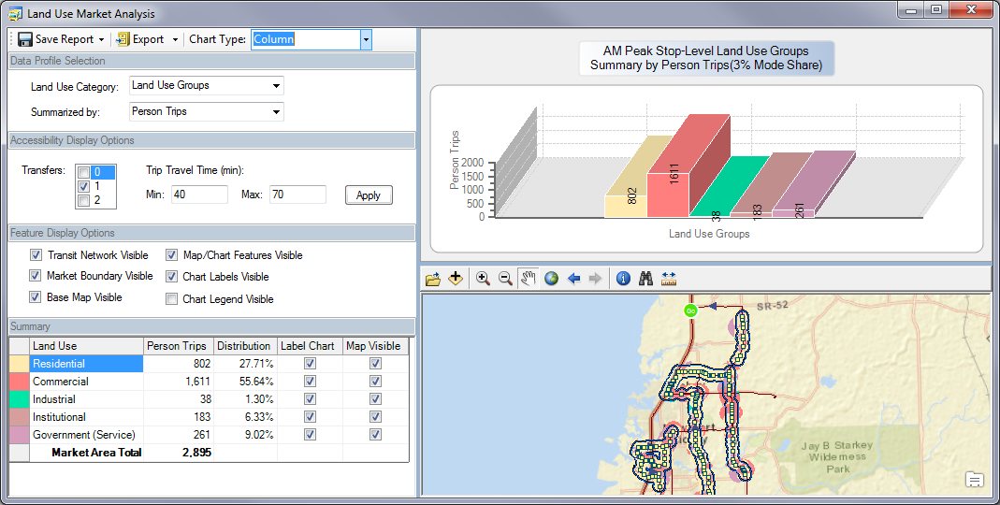 Land Use Market Analysis
Save Report Export Chart Type: Column
Data Profile Selection
Land Use Category: Land Use Groups
Summarized by: Person Trips
Accessibility Display Options
Transfers: 0 1 2
Trip Travel Time (min):
Min: 40 Max: 70 Apply
Feature Display Options
Transit Network Visible Map/Chart Features Visible
Market Boundary Visible Chart Labels Visible
Base Map Visible Chart Legend Visible
Summary
Land Use Person Trips Distribution Label Chart Map Visible
Residential 802 27.71%
Commercial 1,611 55.64%
Industrial 38 1.30%
Institutional 183 6.33%
Government (Service) 261 9.02%
Market Area Total 2,895
AM Peak Stop-Level Land Use Groups
Summary by Person Trips(3% Mode Share)
Person Trips
2000
1500
1000
500
0
802
1611
38
183
261
Land Use Groups
SR-52
Jay B Starkey
Wilderness
Park